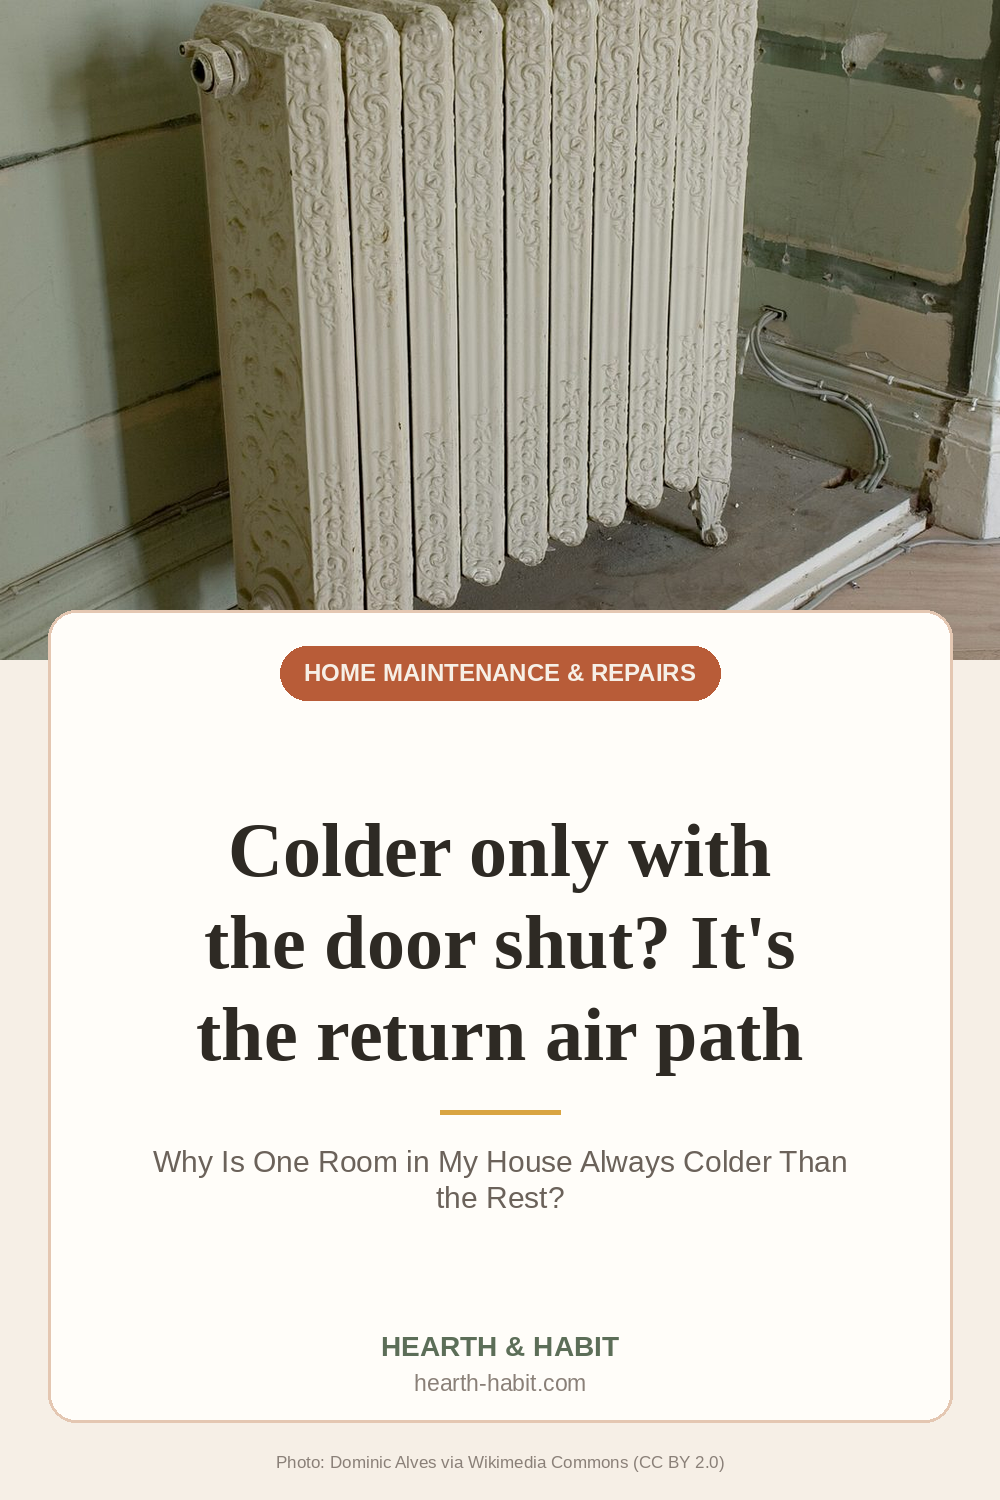 HOME MAINTENANCE & REPAIRS
Colder only with
the door shut? It's
the return air path
Why Is One Room in My House Always Colder Than
the Rest?
HEARTH & HABIT
hearth-habit.com
Photo: Dominic Alves via Wikimedia Commons (CC BY 2.0)